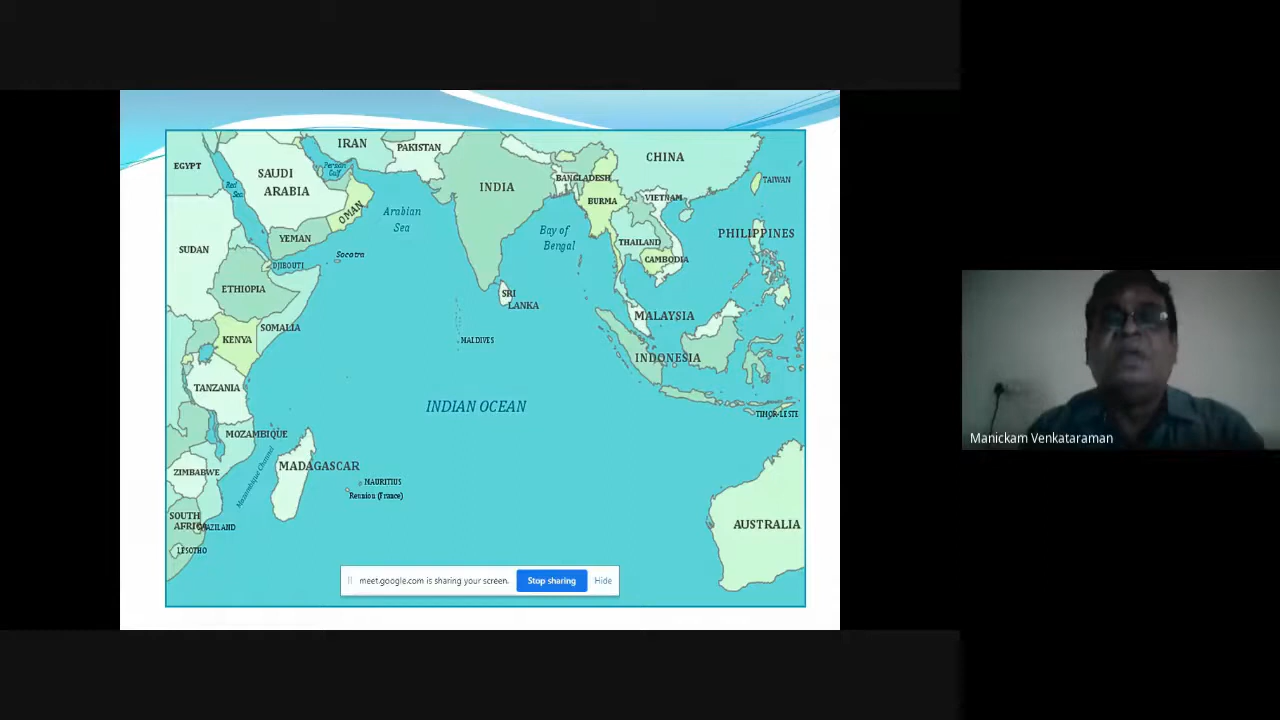 IRAN
PAKISTAN
CHINA
EGYPT
SAUDI
ARABIA
Persian
Gulf
Red
Sea
INDIA
BANGLADESH
BURMA
VIETNAM
TAIWAN
OMAN
Arabian
Sea
YEMAN
Bay of
Bengal
THAILAND
PHILIPPINES
SUDAN
Socotra
CAMBODIA
DJIBOUTI
ETHIOPIA
SRI
LANKA
SOMALIA
MALAYSIA
KENYA
MALDIVES
INDONESIA
TANZANIA
INDIAN OCEAN
TIMOR-LESTE
MOZAMBIQUE
Mozambique Channel
MADAGASCAR
ZIMBABWE
MAURITIUS
Reunion (France)
SOUTH
AFRICA
SWAZILAND
LESOTHO
AUSTRALIA
meet.google.com is sharing your screen.
Stop sharing
Hide
Manickam Venkataraman